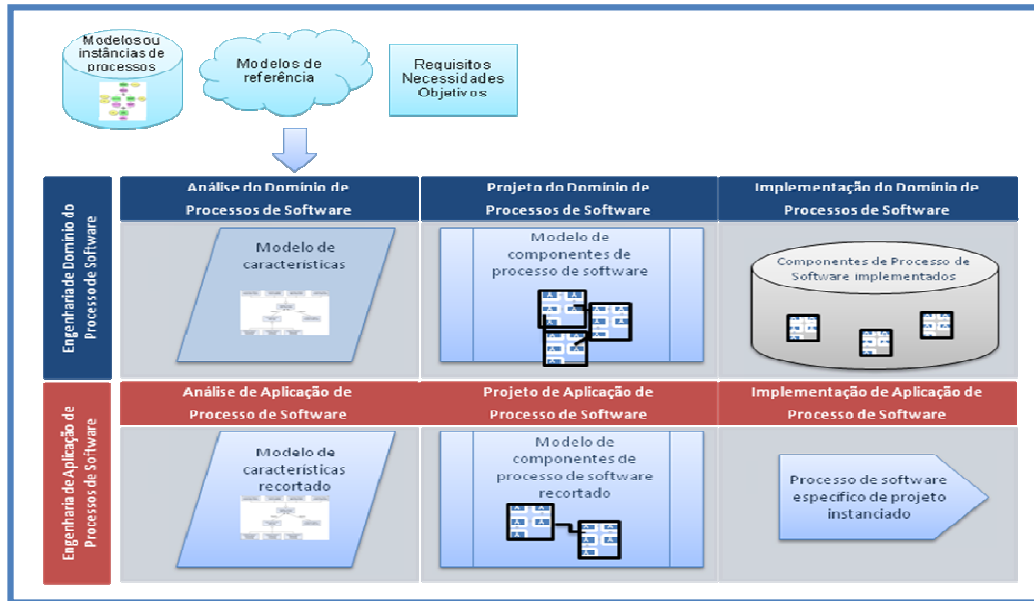 Modelos ou
instâncias de
processos
Modelos de
referência
Requisitos
Necessidades
Objetivos
Engenharia de Domínio do
Processo de Software
Análise do Domínio de
Processos de Software
Projeto do Domínio de
Processos de Software
Implementação do Domínio de
Processos de Software
Modelo de
características
Modelo de
componentes de
processo de software
Componentes de Processo de
Software implementados
Engenharia de Aplicação de
Processos de Software
Análise de Aplicação de
Processo de Software
Projeto de Aplicação de
Processo de Software
Implementação de Aplicação de
Processo de Software
Modelo de
características
recortado
Modelo de
componentes de
processo de software
recortado
Processo de software
específico de projeto
instanciado